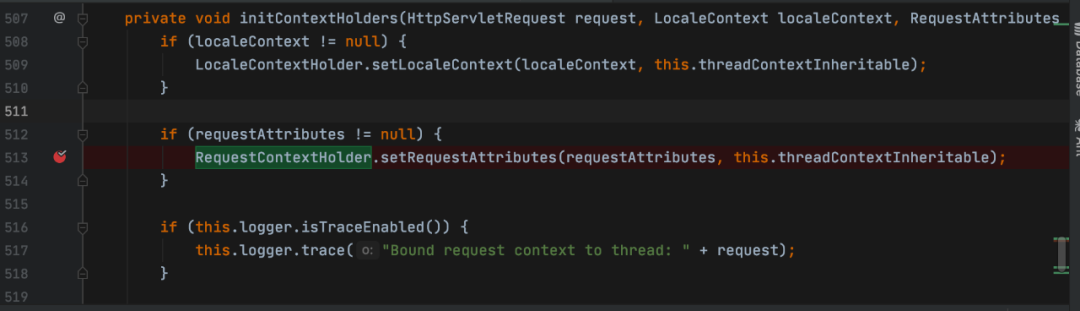 507 @ private void initContextHolders(HttpServletRequest request, LocaleContext localeContext, RequestAttributes
508 if (localeContext != null) {
509 LocaleContextHolder.setLocaleContext(localeContext, this.threadContextInheritable);
510 }
511
512 if (requestAttributes != null) {
513 RequestContextHolder.setRequestAttributes(requestAttributes, this.threadContextInheritable);
514 }
515
516 if (this.logger.isTraceEnabled()) {
517 this.logger.trace( o: "Bound request context to thread: " + request);
518 }
519
Database
Ant